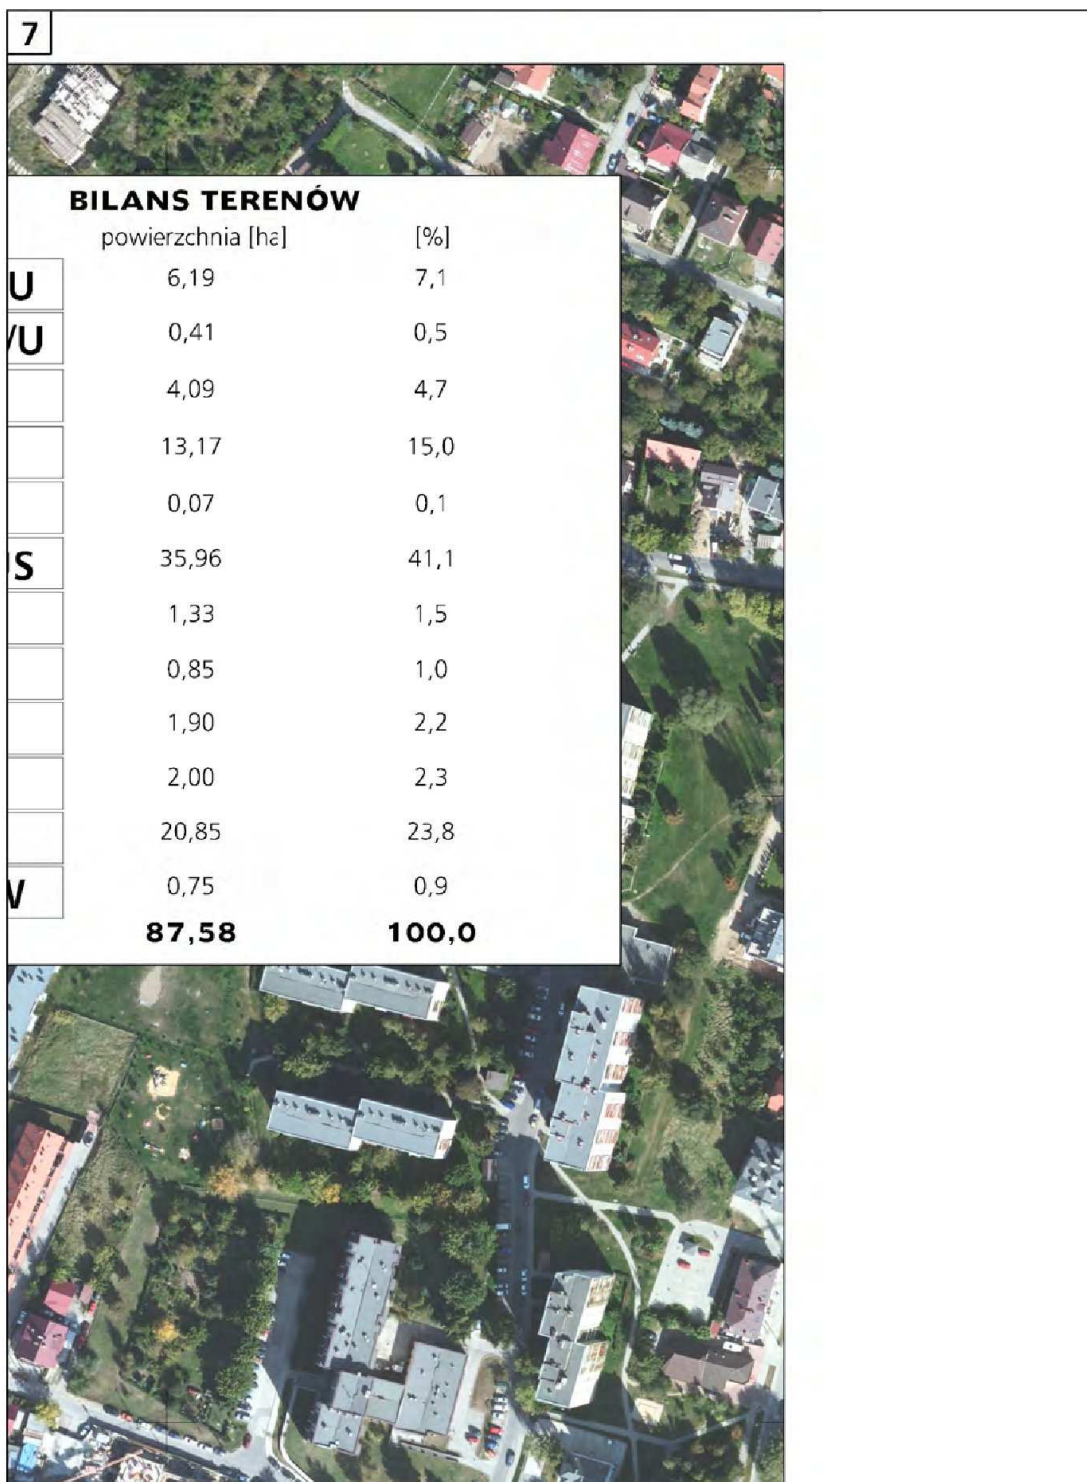 7
BILANS TERENÓW
powierzchnia [ha] [%]
U 6,19 7,1
/U 0,41 0,5
4,09 4,7
13,17 15,0
0,07 0,1
S 35,96 41,1
1,33 1,5
0,85 1,0
1,90 2,2
2,00 2,3
20,85 23,8
0,75 0,9
87,58 100,0